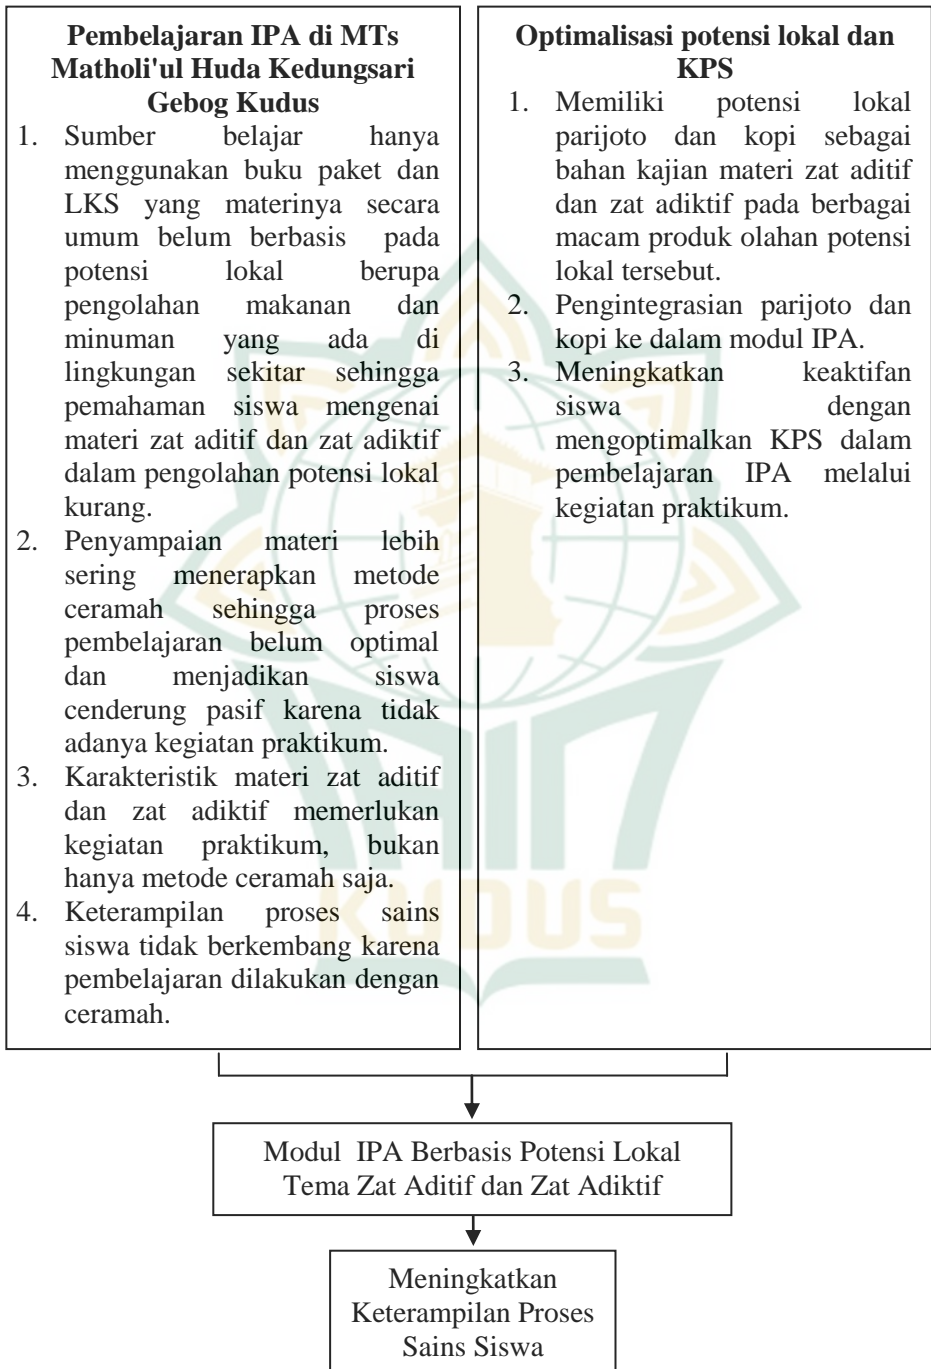 Pembelajaran IPA di MTs
Matholi'ul Huda Kedungsari
Gebog Kudus
1. Sumber belajar hanya
menggunakan buku paket dan
LKS yang materinya secara
umum belum berbasis pada
potensi lokal berupa
pengolahan makanan dan
minuman yang ada di
lingkungan sekitar sehingga
pemahaman siswa mengenai
materi zat aditif dan zat adiktif
dalam pengolahan potensi lokal
kurang.
2. Penyampaian materi lebih
sering menerapkan metode
ceramah sehingga proses
pembelajaran belum optimal
dan menjadikan siswa
cenderung pasif karena tidak
adanya kegiatan praktikum.
3. Karakteristik materi zat aditif
dan zat adiktif memerlukan
kegiatan praktikum, bukan
hanya metode ceramah saja.
4. Keterampilan proses sains
siswa tidak berkembang karena
pembelajaran dilakukan dengan
ceramah.
Optimalisasi potensi lokal dan
KPS
1. Memiliki potensi lokal
parijoto dan kopi sebagai
bahan kajian materi zat aditif
dan zat adiktif pada berbagai
macam produk olahan potensi
lokal tersebut.
2. Pengintegrasian parijoto dan
kopi ke dalam modul IPA.
3. Meningkatkan keaktifan
siswa dengan
mengoptimalkan KPS dalam
pembelajaran IPA melalui
kegiatan praktikum.
KUDUS
Modul IPA Berbasis Potensi Lokal
Tema Zat Aditif dan Zat Adiktif
Meningkatkan
Keterampilan Proses
Sains Siswa